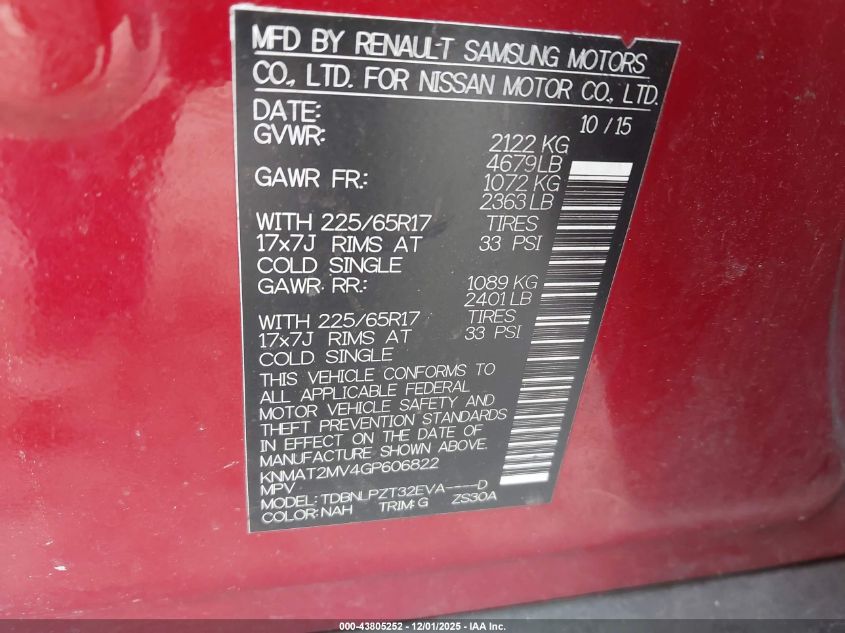 MFD BY RENAULT SAMSUNG MOTORS
CO., LTD. FOR NISSAN MOTOR CO., LTD.
DATE: 10 / 15
GVWR: 2122 KG
4679 LB
GAWR FR.: 1072 KG
2363 LB
WITH 225/65R17 TIRES
17x7J RIMS AT 33 PSI
COLD SINGLE
GAWR RR.: 1089 KG
2401 LB
WITH 225/65R17 TIRES
17x7J RIMS AT 33 PSI
COLD SINGLE
THIS VEHICLE CONFORMS TO
ALL APPLICABLE FEDERAL
MOTOR VEHICLE SAFETY AND
THEFT PREVENTION STANDARDS
IN EFFECT ON THE DATE OF
MANUFACTURE SHOWN ABOVE.
KNMAT2MV4GP606822
MPV
MODEL: TDBNLPZT32EVA----D
COLOR: NAH TRIM: G ZS30A
000-43805252 - 12/01/2025 - IAA Inc.